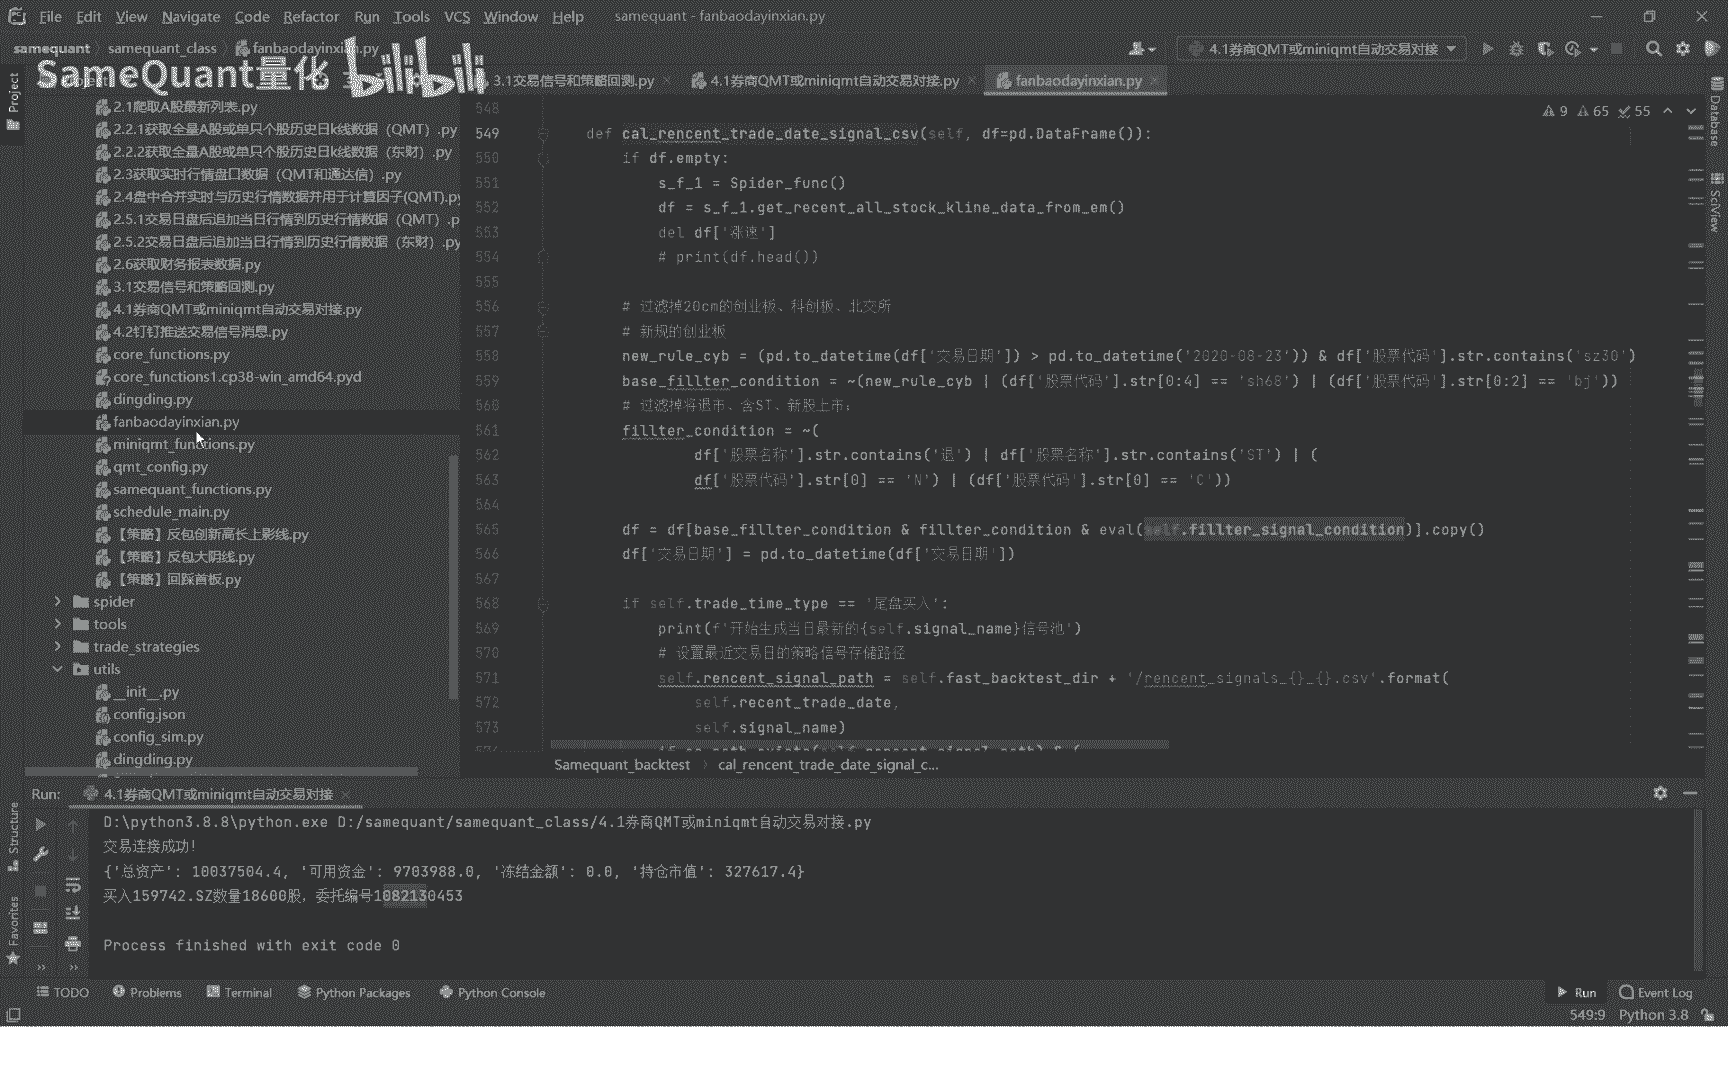 File Edit View Navigate Code Refactor Run Tools VCS Window Help samequant - fanbaodayinxian.py
samequant samequant_class fanbaodayinxian.py 4.1券商QMT或miniqmt自动交易对接
SameQuant量化 bilibili
3.1交易信号和策略回测.py 4.1券商QMT或miniqmt自动交易对接.py fanbaodayinxian.py
Project
Database
SciView
2.1爬取A股最新列表.py
2.2.1获取全量A股或单只个股历史日k线数据（QMT）.py
2.2.2获取全量A股或单只个股历史日k线数据（东财）.py
2.3获取实时行情盘口数据（QMT和通达信）.py
2.4盘中合并实时与历史行情数据并用于计算因子(QMT).py
2.5.1交易日盘后追加当日行情到历史行情数据（QMT）.p
2.5.2交易日盘后追加当日行情到历史行情数据（东财）.py
2.6获取财务报表数据.py
3.1交易信号和策略回测.py
4.1券商QMT或miniqmt自动交易对接.py
4.2钉钉推送交易信号消息.py
core_functions.py
core_functions1.cp38-win_amd64.pyd
dingding.py
fanbaodayinxian.py
miniqmt_functions.py
qmt_config.py
samequant_functions.py
schedule_main.py
【策略】反包创新高长上影线.py
【策略】反包大阴线.py
【策略】回踩首板.py
spider
tools
trade_strategies
utils
__init__.py
config.json
config_sim.py
dingding.py
9 65 55
548
549 def cal_rencent_trade_date_signal_csv(self, df=pd.DataFrame()):
550 if df.empty:
551 s_f_1 = Spider_func()
552 df = s_f_1.get_recent_all_stock_kline_data_from_em()
553 del df['涨速']
554 # print(df.head())
555
556 # 过滤掉20cm的创业板、科创板、北交所
557 # 新规的创业板
558 new_rule_cyb = (pd.to_datetime(df['交易日期']) > pd.to_datetime('2020-08-23')) & df['股票代码'].str.contains('sz30')
559 base_fillter_condition = ~(new_rule_cyb | (df['股票代码'].str[0:4] == 'sh68') | (df['股票代码'].str[0:2] == 'bj'))
560 # 过滤掉将退市、含ST、新股上市;
561 fillter_condition = ~(
562 df['股票名称'].str.contains('退') | df['股票名称'].str.contains('ST') | (
563 df['股票代码'].str[0] == 'N') | (df['股票代码'].str[0] == 'C'))
564
565 df = df[base_fillter_condition & fillter_condition & eval(self.fillter_signal_condition)].copy()
566 df['交易日期'] = pd.to_datetime(df['交易日期'])
567
568 if self.trade_time_type == '尾盘买入':
569 print(f'开始生成当日最新的{self.signal_name}信号池')
570 # 设置最近交易日的策略信号存储路径
571 self.rencent_signal_path = self.fast_backtest_dir + '/rencent_signals_{}_{}.csv'.format(
572 self.recent_trade_date,
573 self.signal_name)
Samequant_backtest cal_rencent_trade_date_signal_c...
Run: 4.1券商QMT或miniqmt自动交易对接
Structure
Favorites
D:\python3.8.8\python.exe D:/samequant/samequant_class/4.1券商QMT或miniqmt自动交易对接.py
交易连接成功!
{'总资产': 10037504.4, '可用资金': 9703988.0, '冻结金额': 0.0, '持仓市值': 327617.4}
买入159742.SZ数量18600股，委托编号1082130453
Process finished with exit code 0
TODO Problems Terminal Python Packages Python Console Run Event Log
549:9 Python 3.8